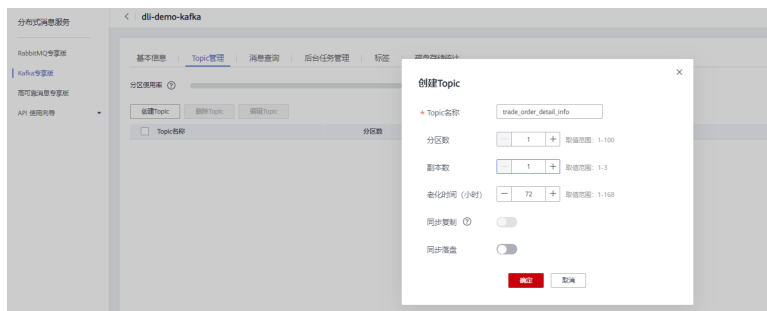 分布式消息服务
dli-demo-kafka
RabbitMQ专享版
Kafka专享版
高可靠消息专享版
API 使用向导
基本信息
Topic管理
消息查询
后台任务管理
标签
分区使用率
创建Topic
删除Topic
编辑Topic
Topic名称
分区数
创建Topic
* Topic名称
trade_order_detail_info
分区数
1
取值范围：1-100
副本数
1
取值范围：1-3
老化时间（小时）
72
取值范围：1-168
同步复制
同步落盘
确定
取消